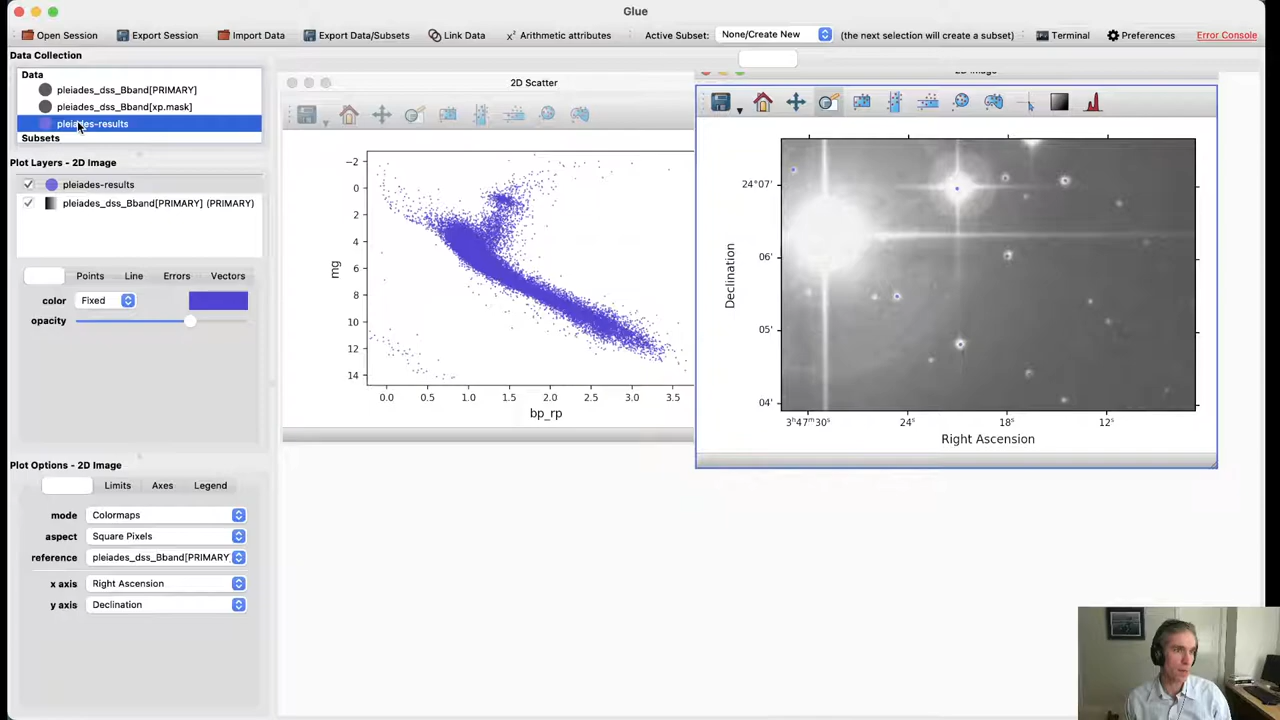 Glue
Open Session Export Session Import Data Export Data/Subsets Link Data Arithmetic attributes Active Subset: None/Create New (the next selection will create a subset) Terminal Preferences Error Console
Data Collection
Data
pleiades_dss_Bband[PRIMARY]
pleiades_dss_Bband[xp.mask]
pleiades-results
Subsets
Plot Layers - 2D Image
pleiades-results
pleiades_dss_Bband[PRIMARY] (PRIMARY)
Points Line Errors Vectors
color Fixed
opacity
Plot Options - 2D Image
Limits Axes Legend
mode Colormaps
aspect Square Pixels
reference pleiades_dss_Bband[PRIMARY
x axis Right Ascension
y axis Declination
2D Scatter
−2
0
2
4
6
8
10
12
14
mg
0.0 0.5 1.0 1.5 2.0 2.5 3.0 3.5
bp_rp
2D Image
24°07'
06'
05'
04'
Declination
3h47m30s 24s 18s 12s
Right Ascension